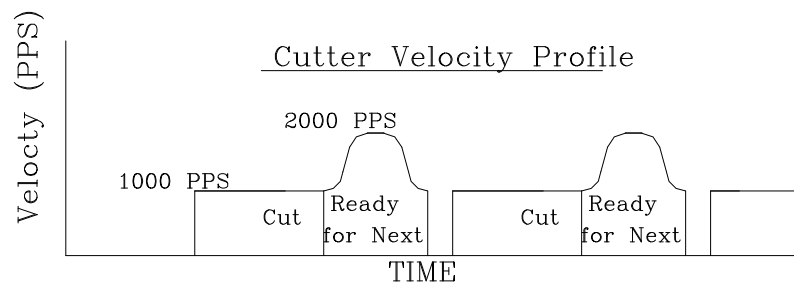 Cutter Velocity Profile
Velocty (PPS)
2000 PPS
1000 PPS
Cut
Ready
for Next
Cut
Ready
for Next
TIME